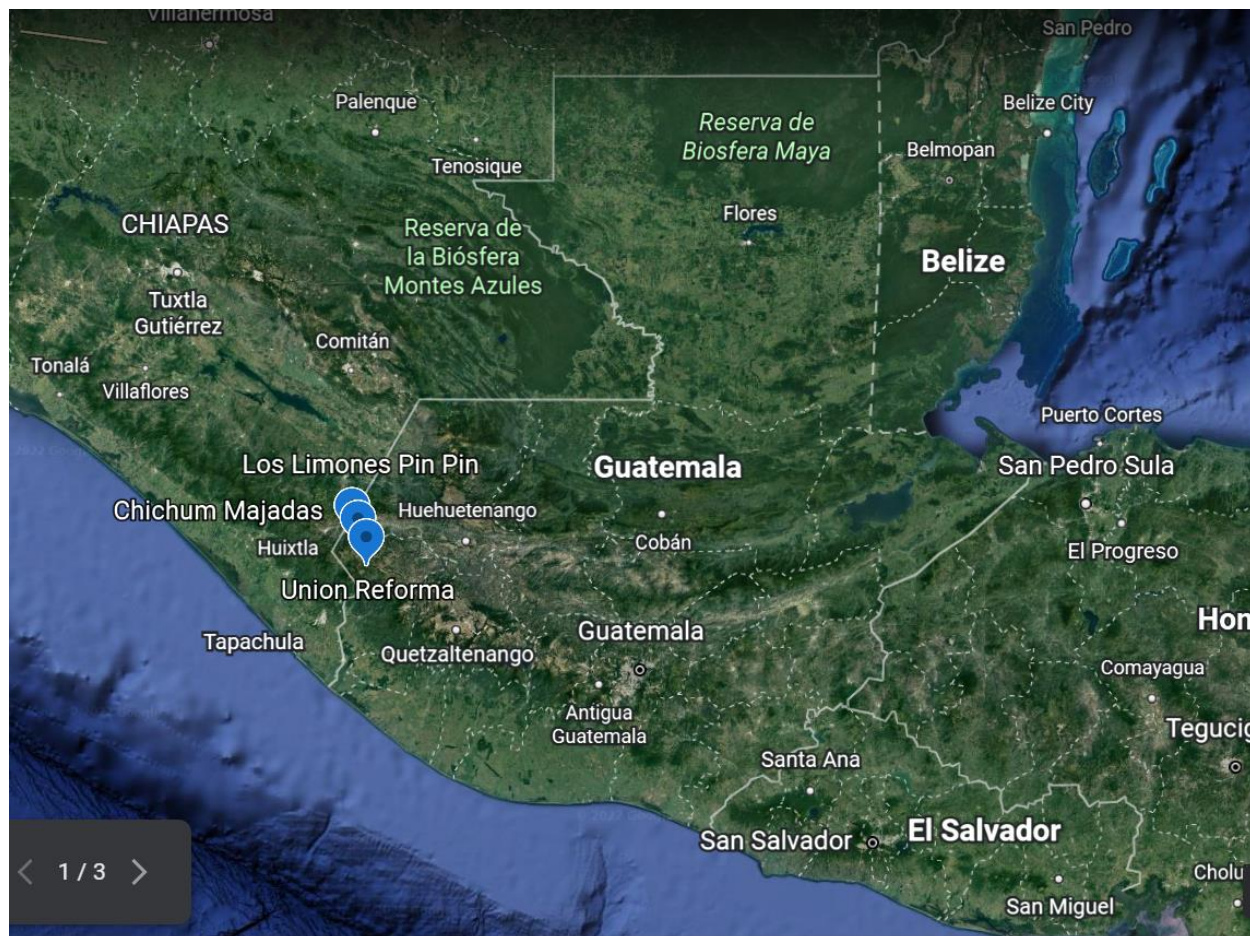 Villahermosa
San Pedro
Palenque
Belize City
Reserva de
Biosfera Maya
Belmopan
Tenosique
CHIAPAS
Reserva de
la Biósfera
Montes Azules
Flores
Belize
Tuxtla
Gutiérrez
Comitán
Tonalá
Villaflores
Puerto Cortes
Los Limones Pin Pin
Guatemala
San Pedro Sula
Chichum Majadas
Huehuetenango
Huixtla
Cobán
El Progreso
Union Reforma
Hon
Tapachula
Quetzaltenango
Guatemala
Comayagua
Antigua
Guatemala
Tegucig
Santa Ana
San Salvador
El Salvador
1 / 3
Cholu
San Miguel